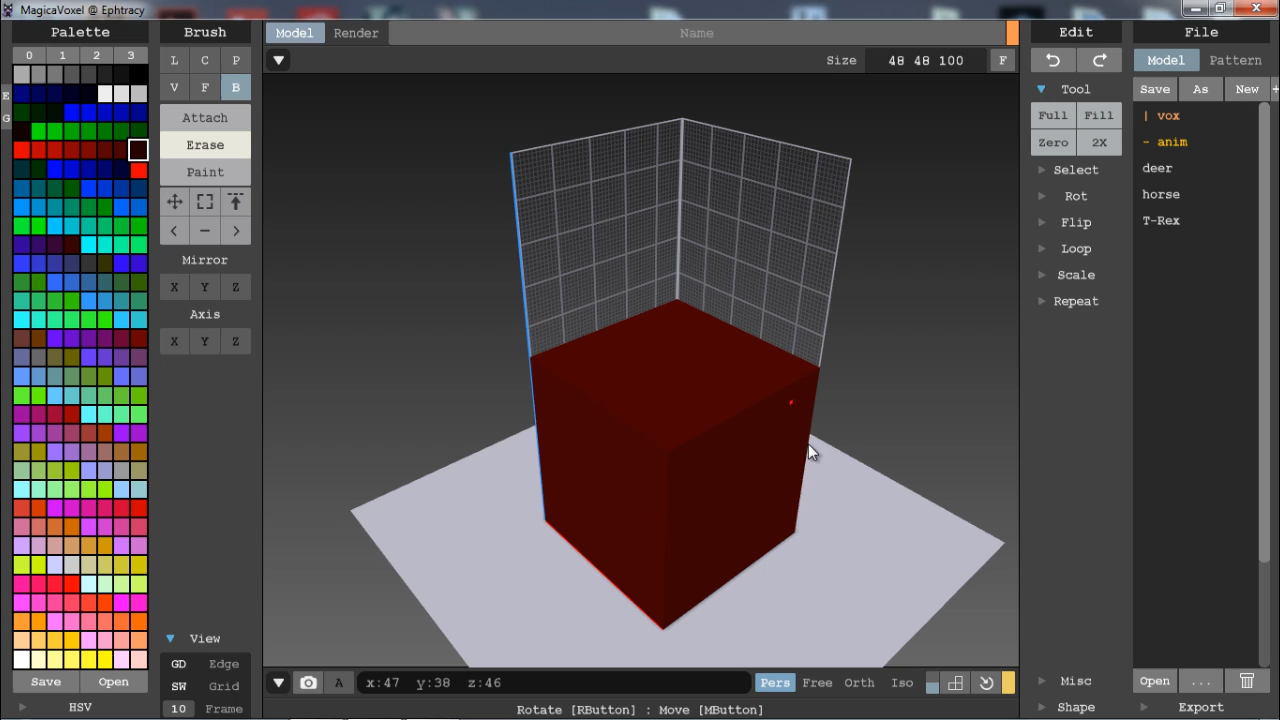 MagicaVoxel @ Ephtracy
Palette
0 1 2 3
E
G
Save Open
HSV
Brush
L C P
V F B
Attach
Erase
Paint
< — >
Mirror
X Y Z
Axis
X Y Z
View
GD Edge
SW Grid
10 Frame
Model Render Name
Size 48 48 100 F
A x:47 y:38 z:46 Pers Free Orth Iso
Rotate [RButton] : Move [MButton]
Edit
Tool
Full Fill
Zero 2X
Select
Rot
Flip
Loop
Scale
Repeat
Misc
Shape
File
Model Pattern
Save As New +
| vox
- anim
deer
horse
T-Rex
Open ...
Export